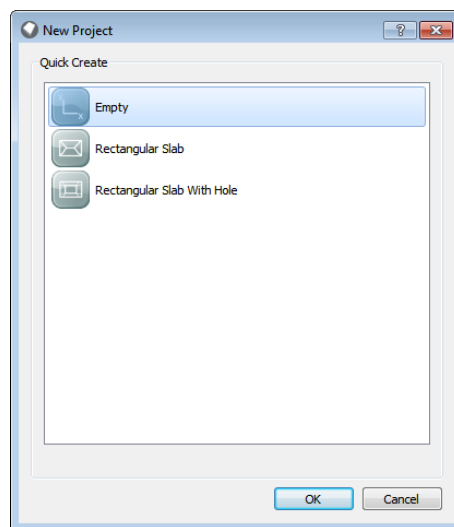 New Project
Quick Create
Empty
Rectangular Slab
Rectangular Slab With Hole
OK
Cancel